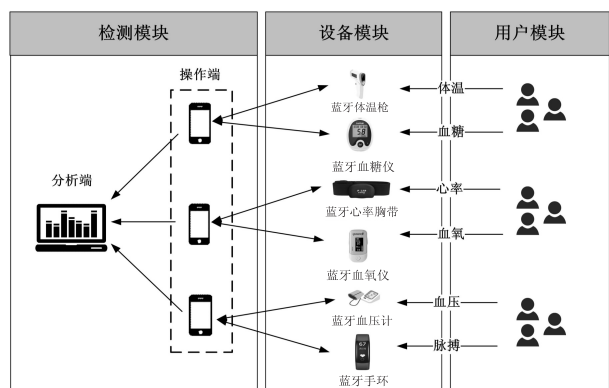 检测模块
设备模块
用户模块
操作端
分析端
蓝牙体温枪
蓝牙血糖仪
蓝牙心率胸带
蓝牙血氧仪
蓝牙血压计
蓝牙手环
体温
血糖
心率
血氧
血压
脉搏